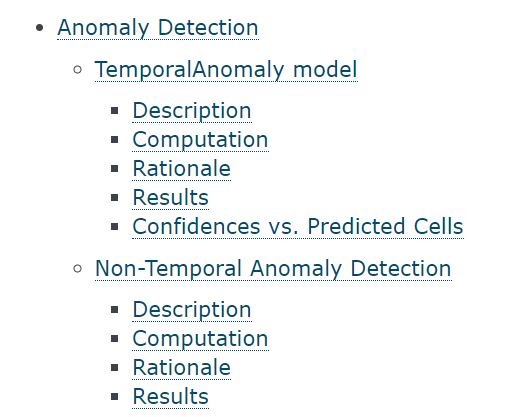 Anomaly Detection
TemporalAnomaly model
Description
Computation
Rationale
Results
Confidences vs. Predicted Cells
Non-Temporal Anomaly Detection
Description
Computation
Rationale
Results